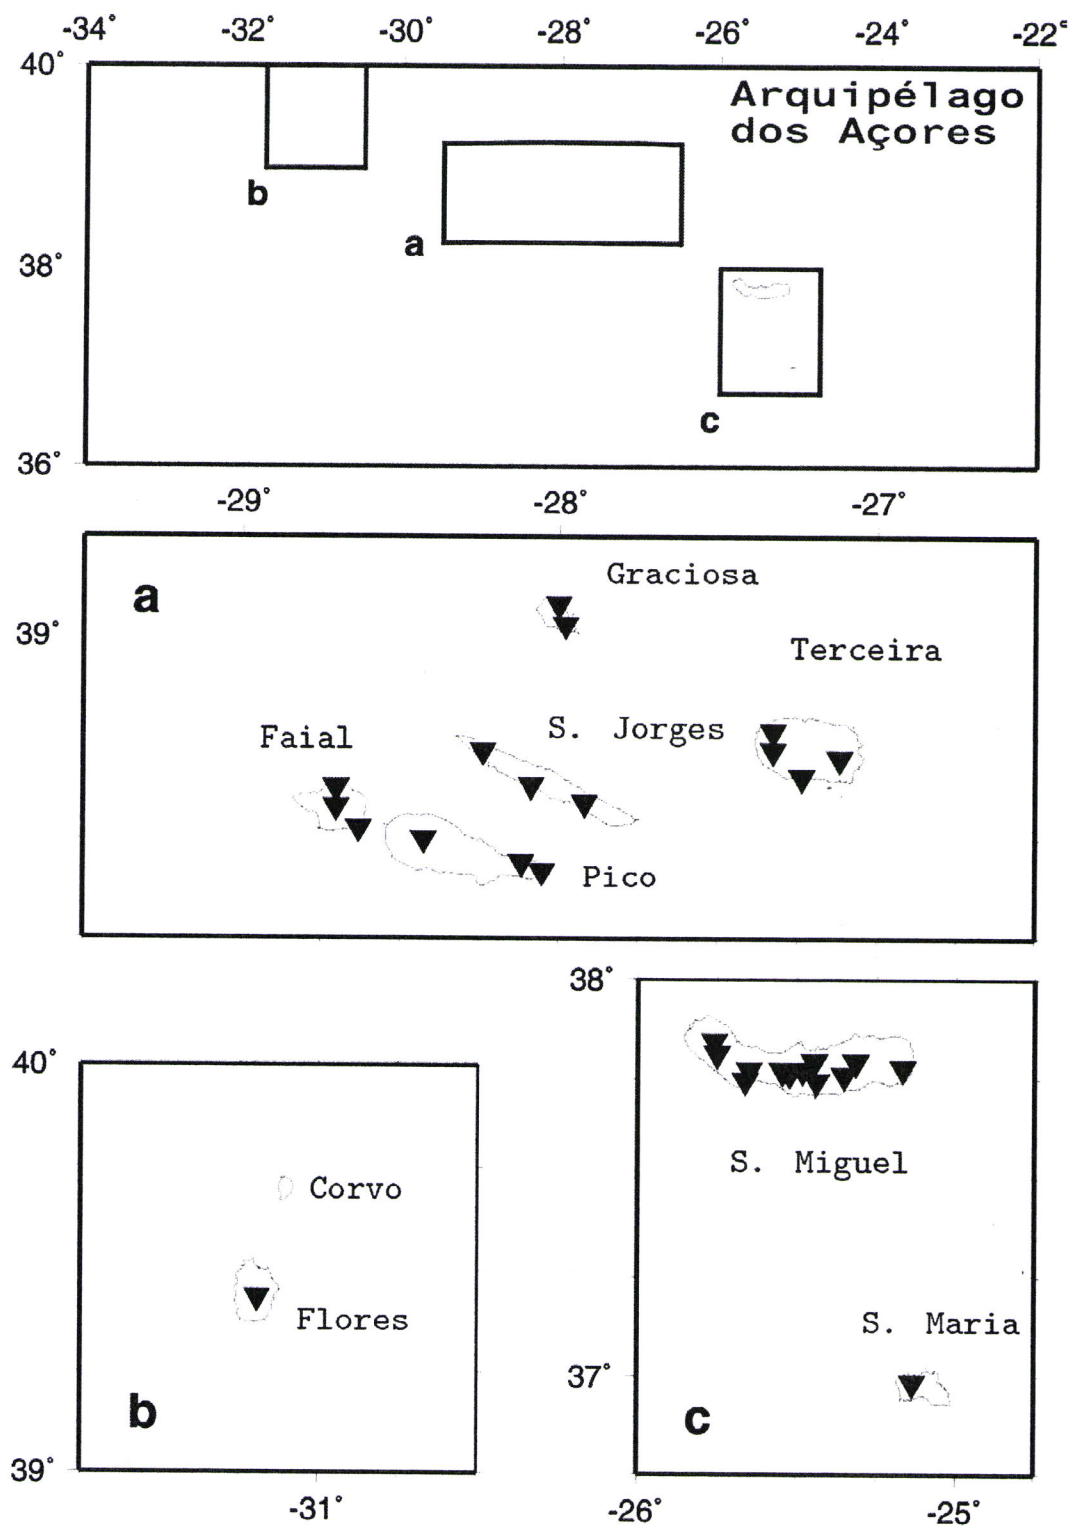 -34° -32° -30° -28° -26° -24° -22°
40°
Arquipélago
dos Açores
b
a
38°
c
36°
-29° -28° -27°
a
Graciosa
39°
Terceira
S. Jorges
Faial
Pico
38°
40°
S. Miguel
Corvo
Flores
S. Maria
37°
b
c
39°
-31°
-26° -25°